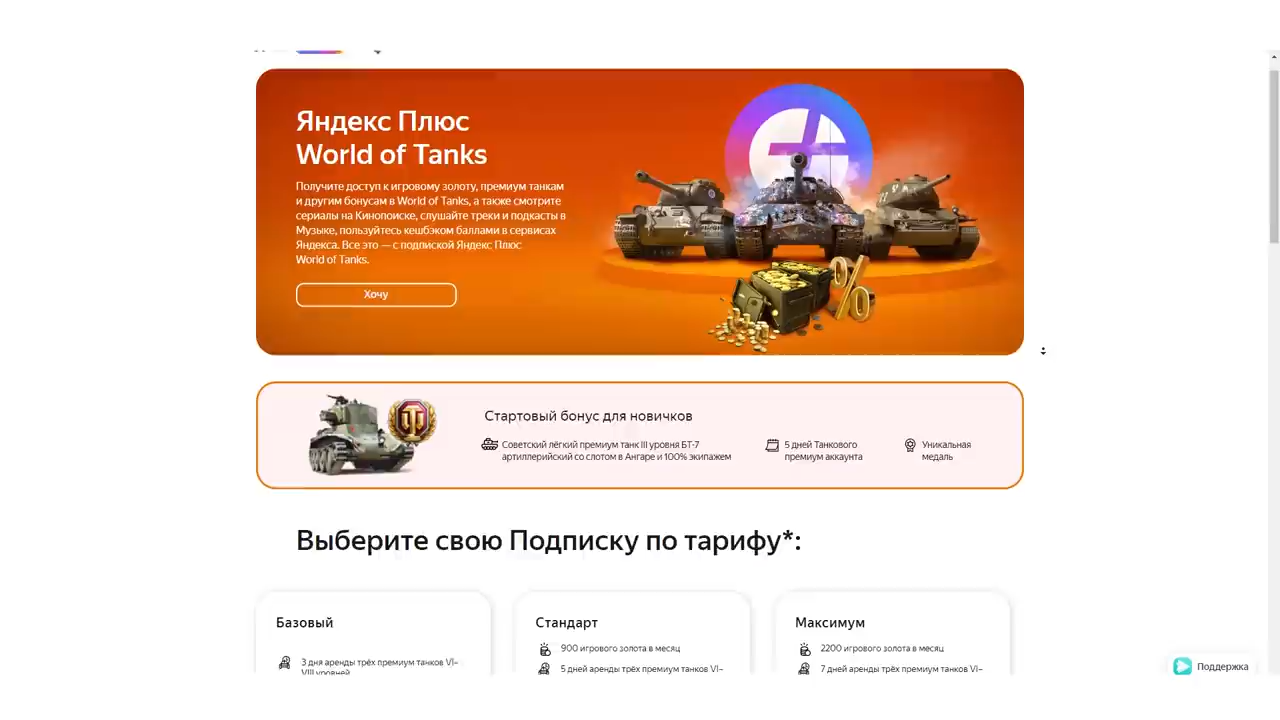 Яндекс Плюс
World of Tanks
Получите доступ к игровому золоту, премиум танкам
и другим бонусам в World of Tanks, а также смотрите
сериалы на Кинопоиске, слушайте треки и подкасты в
Музыке, пользуйтесь кешбэком баллами в сервисах
Яндекса. Все это — с подпиской Яндекс Плюс
World of Tanks.
Хочу
Стартовый бонус для новичков
Советский лёгкий премиум танк III уровня БТ-7
артиллерийский со слотом в Ангаре и 100% экипажем
5 дней Танкового
премиум аккаунта
Уникальная
медаль
Выберите свою Подписку по тарифу*:
Базовый
3 дня аренды трёх премиум танков VI–
VIII уровней
Стандарт
900 игрового золота в месяц
5 дней аренды трёх премиум танков VI–
Максимум
2200 игрового золота в месяц
7 дней аренды трёх премиум танков VI–
Поддержка